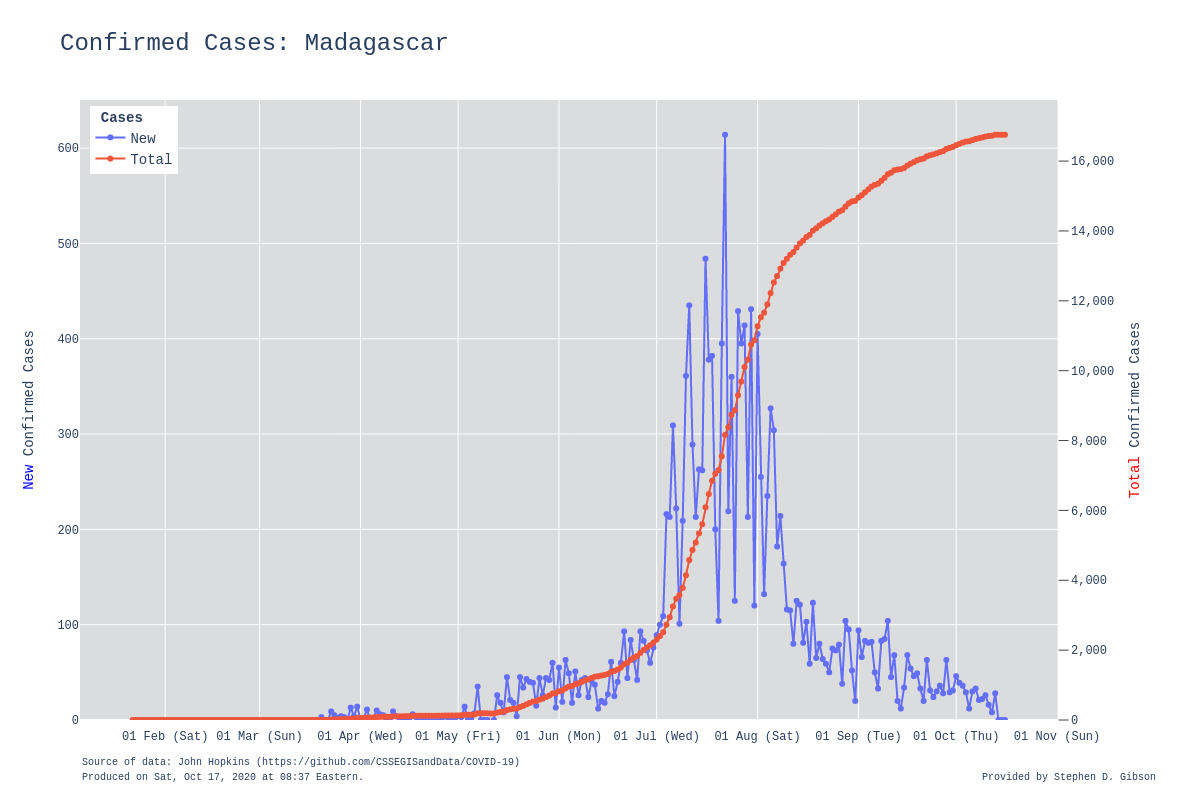 Confirmed Cases: Madagascar
Cases
New
Total
600
500
400
300
200
100
0
16,000
14,000
12,000
10,000
8,000
6,000
4,000
2,000
0
New Confirmed Cases
Total Confirmed Cases
01 Feb (Sat) 01 Mar (Sun) 01 Apr (Wed) 01 May (Fri) 01 Jun (Mon) 01 Jul (Wed) 01 Aug (Sat) 01 Sep (Tue) 01 Oct (Thu) 01 Nov (Sun)
Source of data: John Hopkins (https://github.com/CSSEGISandData/COVID-19)
Produced on Sat, Oct 17, 2020 at 08:37 Eastern.
Provided by Stephen D. Gibson